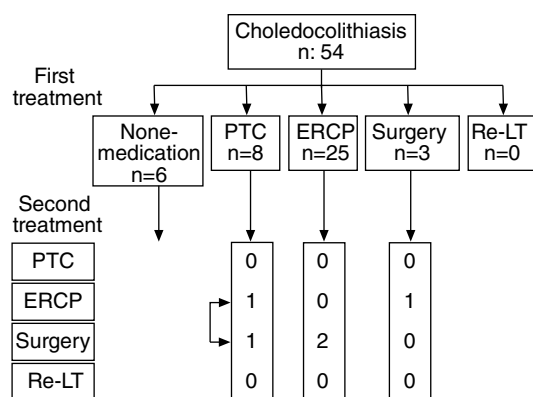 Choledocolithiasis
n: 54
First
treatment
None-
medication
n=6
PTC
n=8
ERCP
n=25
Surgery
n=3
Re-LT
n=0
Second
treatment
PTC 0 0 0
ERCP 1 0 1
Surgery 1 2 0
Re-LT 0 0 0